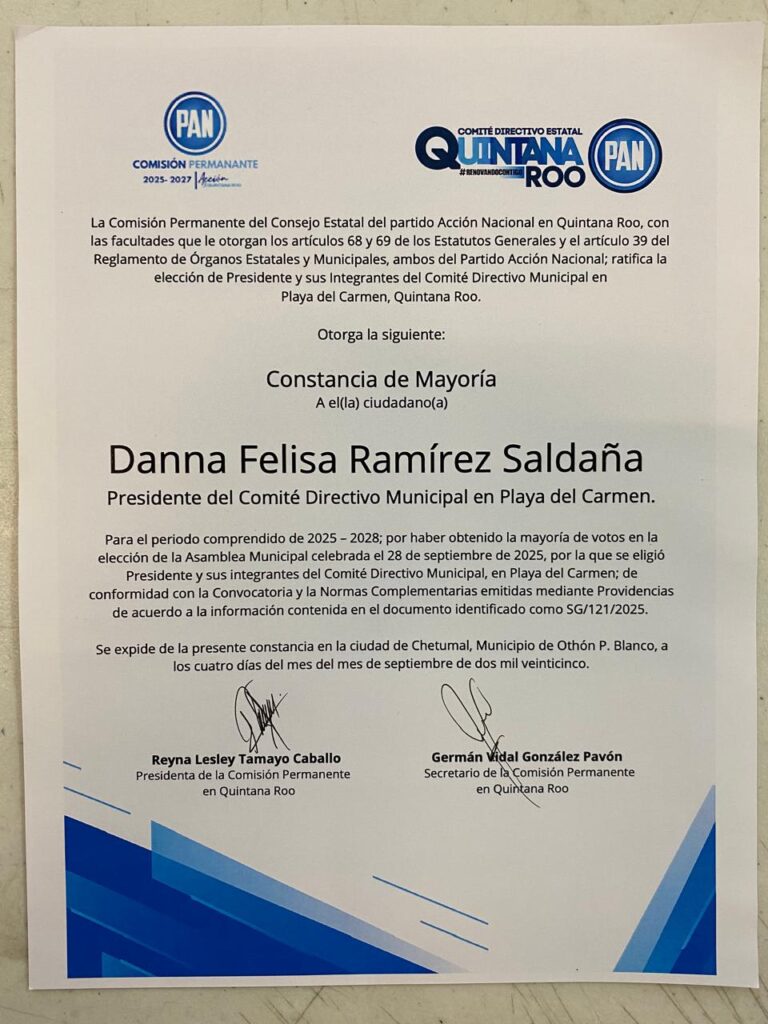 PAN
COMISIÓN PERMANANTE
2025- 2027 | Acción
COMITÉ DIRECTIVO ESTATAL
QUINTANA
#RENOVANDOCONTIGO
ROO
PAN
La Comisión Permanente del Consejo Estatal del partido Acción Nacional en Quintana Roo, con
las facultades que le otorgan los artículos 68 y 69 de los Estatutos Generales y el artículo 39 del
Reglamento de Órganos Estatales y Municipales, ambos del Partido Acción Nacional; ratifica la
elección de Presidente y sus Integrantes del Comité Directivo Municipal en
Playa del Carmen, Quintana Roo.
Otorga la siguiente:
Constancia de Mayoría
A el(la) ciudadano(a)
Danna Felisa Ramírez Saldaña
Presidente del Comité Directivo Municipal en Playa del Carmen.
Para el periodo comprendido de 2025 – 2028; por haber obtenido la mayoría de votos en la
elección de la Asamblea Municipal celebrada el 28 de septiembre de 2025, por la que se eligió
Presidente y sus integrantes del Comité Directivo Municipal, en Playa del Carmen; de
conformidad con la Convocatoria y la Normas Complementarias emitidas mediante Providencias
de acuerdo a la información contenida en el documento identificado como SG/121/2025.
Se expide de la presente constancia en la ciudad de Chetumal, Municipio de Othón P. Blanco, a
los cuatro días del mes del mes de septiembre de dos mil veinticinco.
Reyna Lesley Tamayo Caballo
Presidenta de la Comisión Permanente
en Quintana Roo
Germán Vidal González Pavón
Secretario de la Comisión Permanente
en Quintana Roo